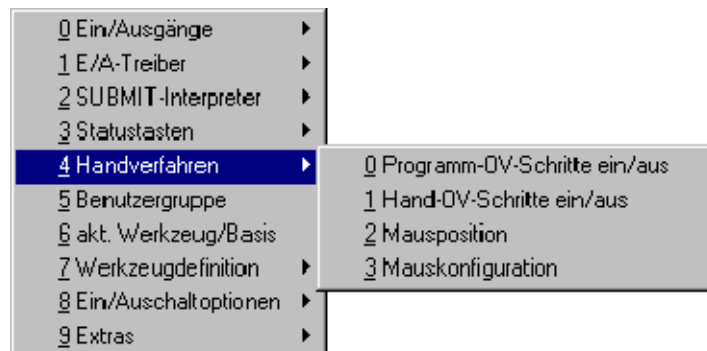 0 Ein/Ausgänge
1 E/A-Treiber
2 SUBMIT-Interpreter
3 Statustasten
4 Handverfahren
5 Benutzergruppe
6 akt. Werkzeug/Basis
7 Werkzeugdefinition
8 Ein/Auschaltoptionen
9 Extras
0 Programm-OV-Schritte ein/aus
1 Hand-OV-Schritte ein/aus
2 Mausposition
3 Mauskonfiguration